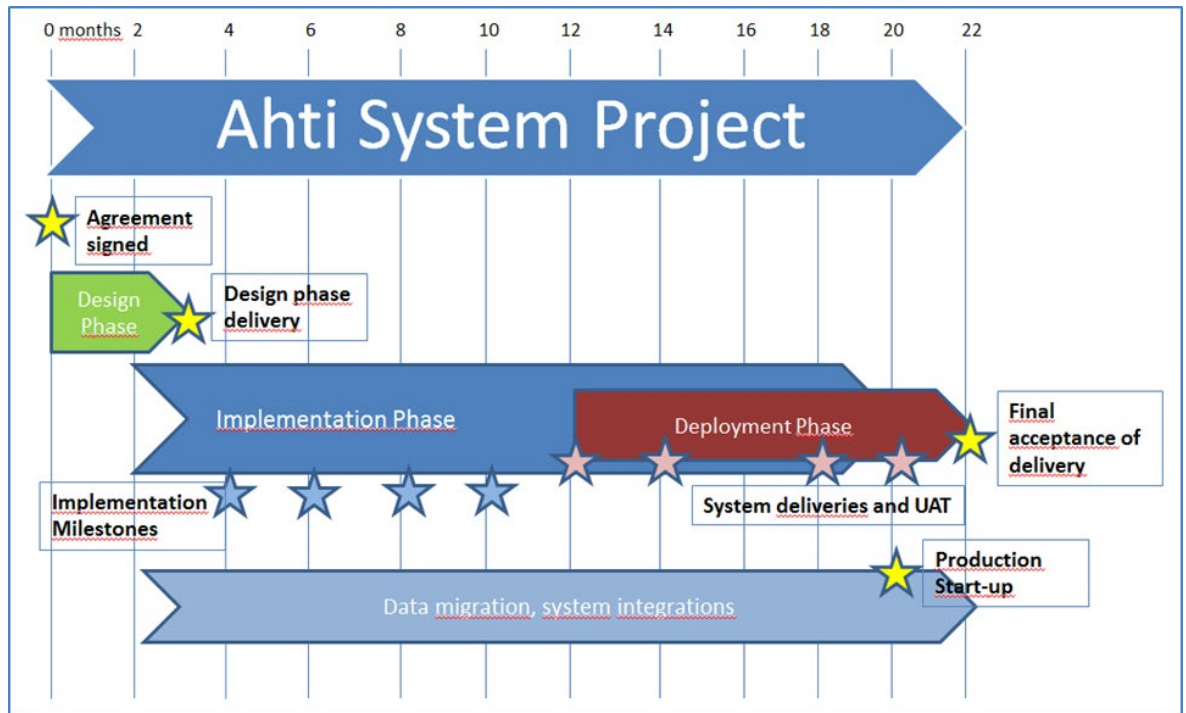 0 months 2 4 6 8 10 12 14 16 18 20 22
Ahti System Project
Agreement
signed
Design
Phase
Design phase
delivery
Implementation Phase
Deployment Phase
Final
acceptance of
delivery
Implementation
Milestones
System deliveries and UAT
Production
Start-up
Data migration, system integrations